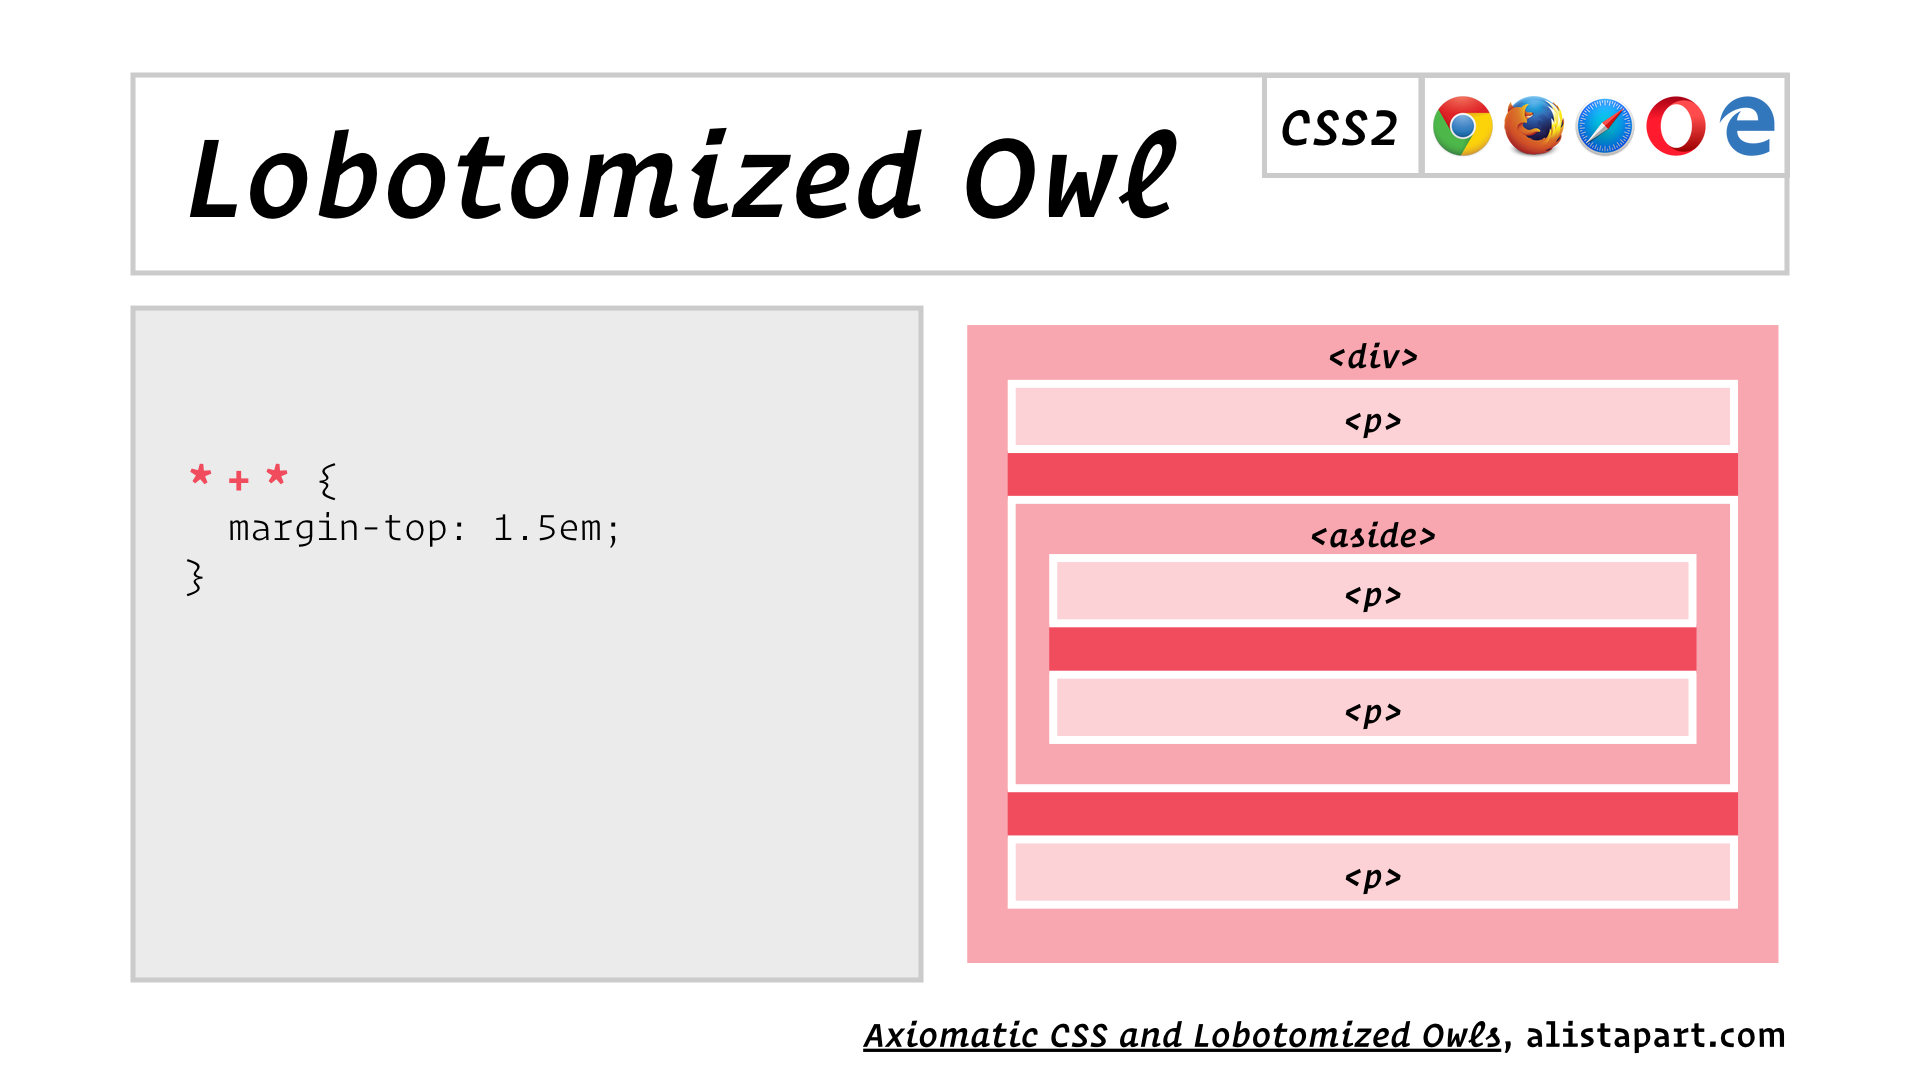 Lobotomized Owl
CSS2
* + * {
  margin-top: 1.5em;
}
<div>
<p>
<aside>
<p>
<p>
<p>
Axiomatic CSS and Lobotomized Owls, alistapart.com